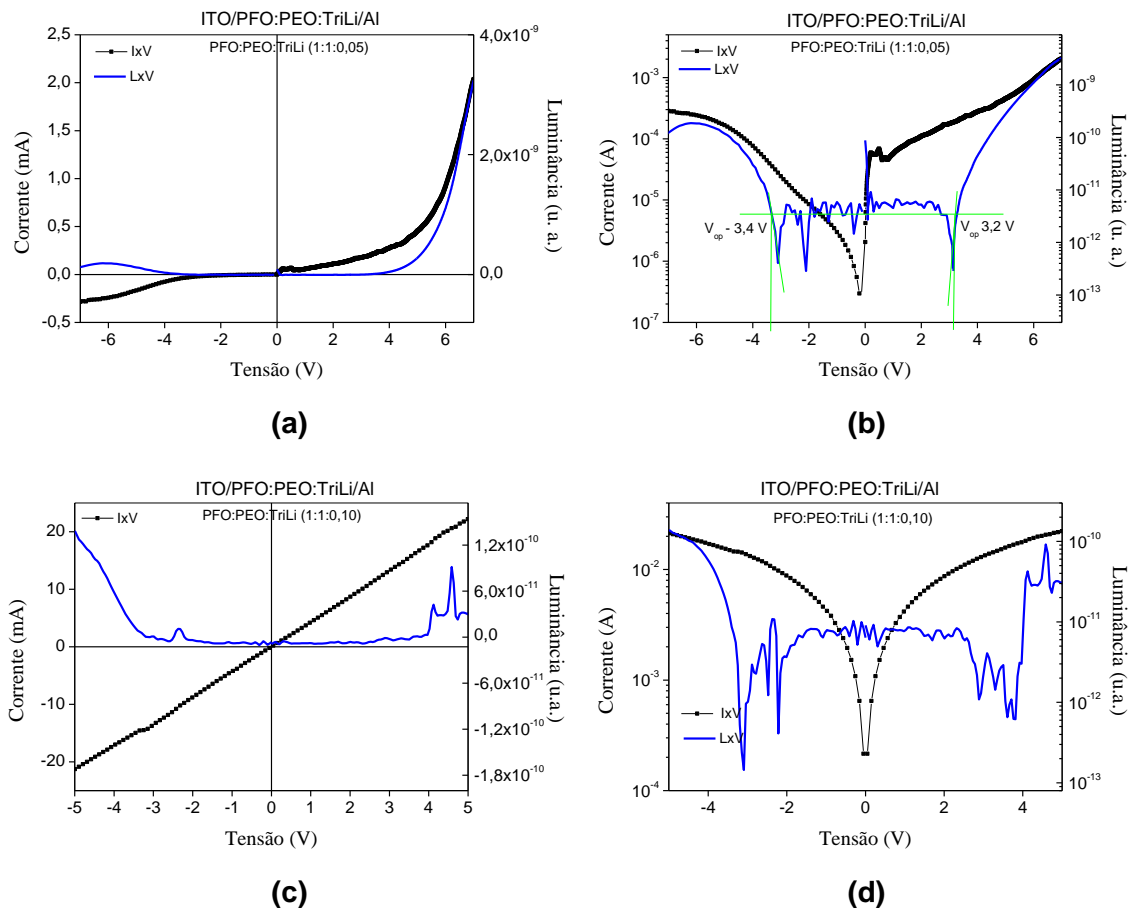 ITO/PFO:PEO:TriLi/Al
PFO:PEO:TriLi (1:1:0,05)
IxV
LxV
2,5
2,0
1,5
1,0
0,5
0,0
-0,5
Corrente (mA)
4,0x10⁻⁹
2,0x10⁻⁹
0,0
Luminância (u. a.)
-6 -4 -2 0 2 4 6
Tensão (V)
(a)
ITO/PFO:PEO:TriLi/Al
PFO:PEO:TriLi (1:1:0,05)
IxV
LxV
10⁻³
10⁻⁴
10⁻⁵
10⁻⁶
10⁻⁷
Corrente (A)
V_op - 3,4 V
V_op 3,2 V
10⁻⁹
10⁻¹⁰
10⁻¹¹
10⁻¹²
10⁻¹³
Luminância (u. a.)
-6 -4 -2 0 2 4 6
Tensão (V)
(b)
ITO/PFO:PEO:TriLi/Al
PFO:PEO:TriLi (1:1:0,10)
IxV
20
10
0
-10
-20
Corrente (mA)
1,2x10⁻¹⁰
6,0x10⁻¹¹
0,0
-6,0x10⁻¹¹
-1,2x10⁻¹⁰
-1,8x10⁻¹⁰
Luminância (u.a.)
-5 -4 -3 -2 -1 0 1 2 3 4 5
Tensão (V)
(c)
ITO/PFO:PEO:TriLi/Al
PFO:PEO:TriLi (1:1:0,10)
10⁻²
10⁻³
10⁻⁴
Corrente (A)
IxV
LxV
10⁻¹⁰
10⁻¹¹
10⁻¹²
10⁻¹³
Luminância (u.a.)
-4 -2 0 2 4
Tensão (V)
(d)